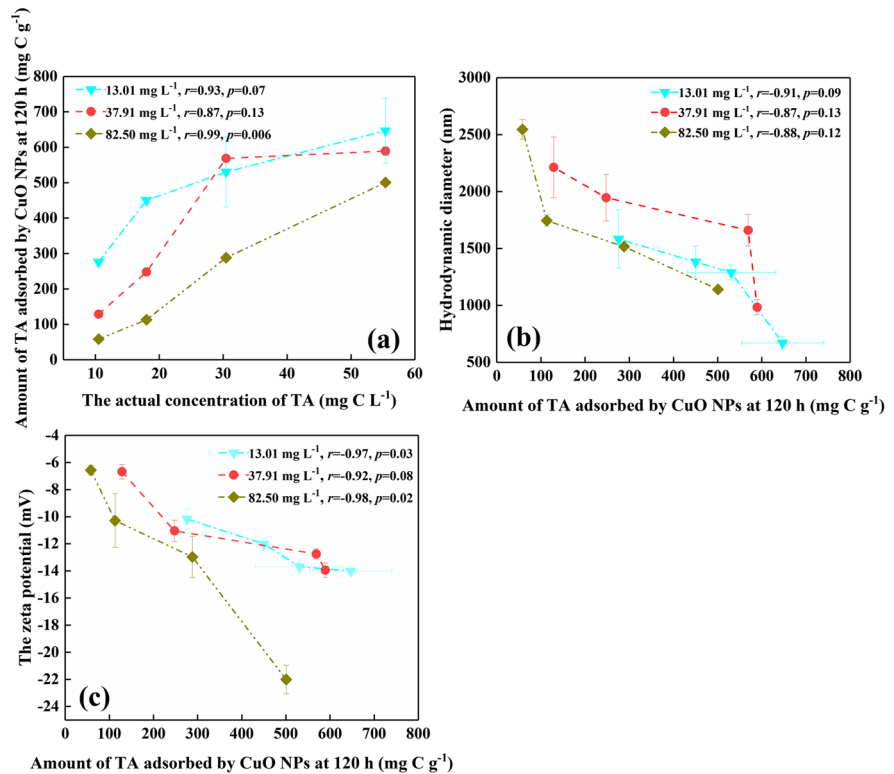 Amount of TA adsorbed by CuO NPs at 120 h (mg C g⁻¹)
800
700
600
500
400
300
200
100
0
13.01 mg L⁻¹, r=0.93, p=0.07
37.91 mg L⁻¹, r=0.87, p=0.13
82.50 mg L⁻¹, r=0.99, p=0.006
(a)
10 20 30 40 50 60
The actual concentration of TA (mg C L⁻¹)
Hydrodynamic diameter (nm)
3000
2500
2000
1500
1000
500
13.01 mg L⁻¹, r=-0.91, p=0.09
37.91 mg L⁻¹, r=-0.87, p=0.13
82.50 mg L⁻¹, r=-0.88, p=0.12
(b)
0 100 200 300 400 500 600 700 800
Amount of TA adsorbed by CuO NPs at 120 h (mg C g⁻¹)
The zeta potential (mV)
-4
-6
-8
-10
-12
-14
-16
-18
-20
-22
-24
13.01 mg L⁻¹, r=-0.97, p=0.03
37.91 mg L⁻¹, r=-0.92, p=0.08
82.50 mg L⁻¹, r=-0.98, p=0.02
(c)
0 100 200 300 400 500 600 700 800
Amount of TA adsorbed by CuO NPs at 120 h (mg C g⁻¹)